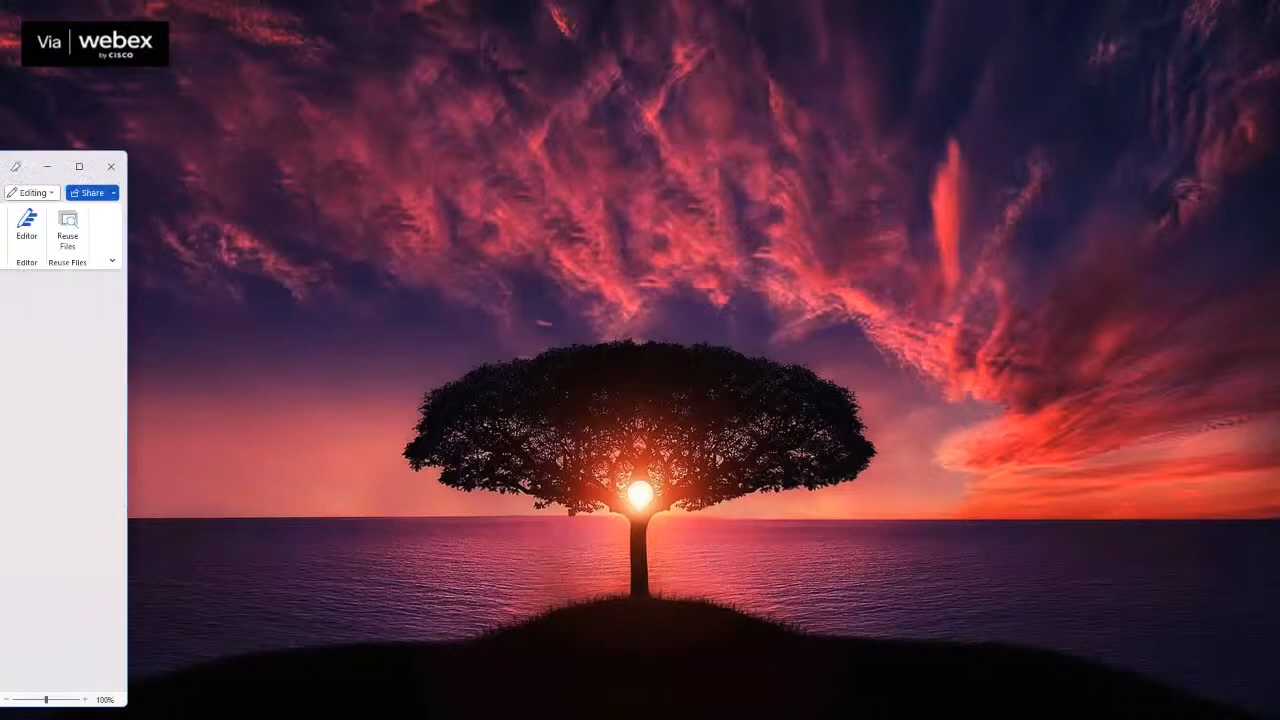 Via webex
by CISCO
Editing
Share
Editor
Reuse
Files
Editor
Reuse Files
100%